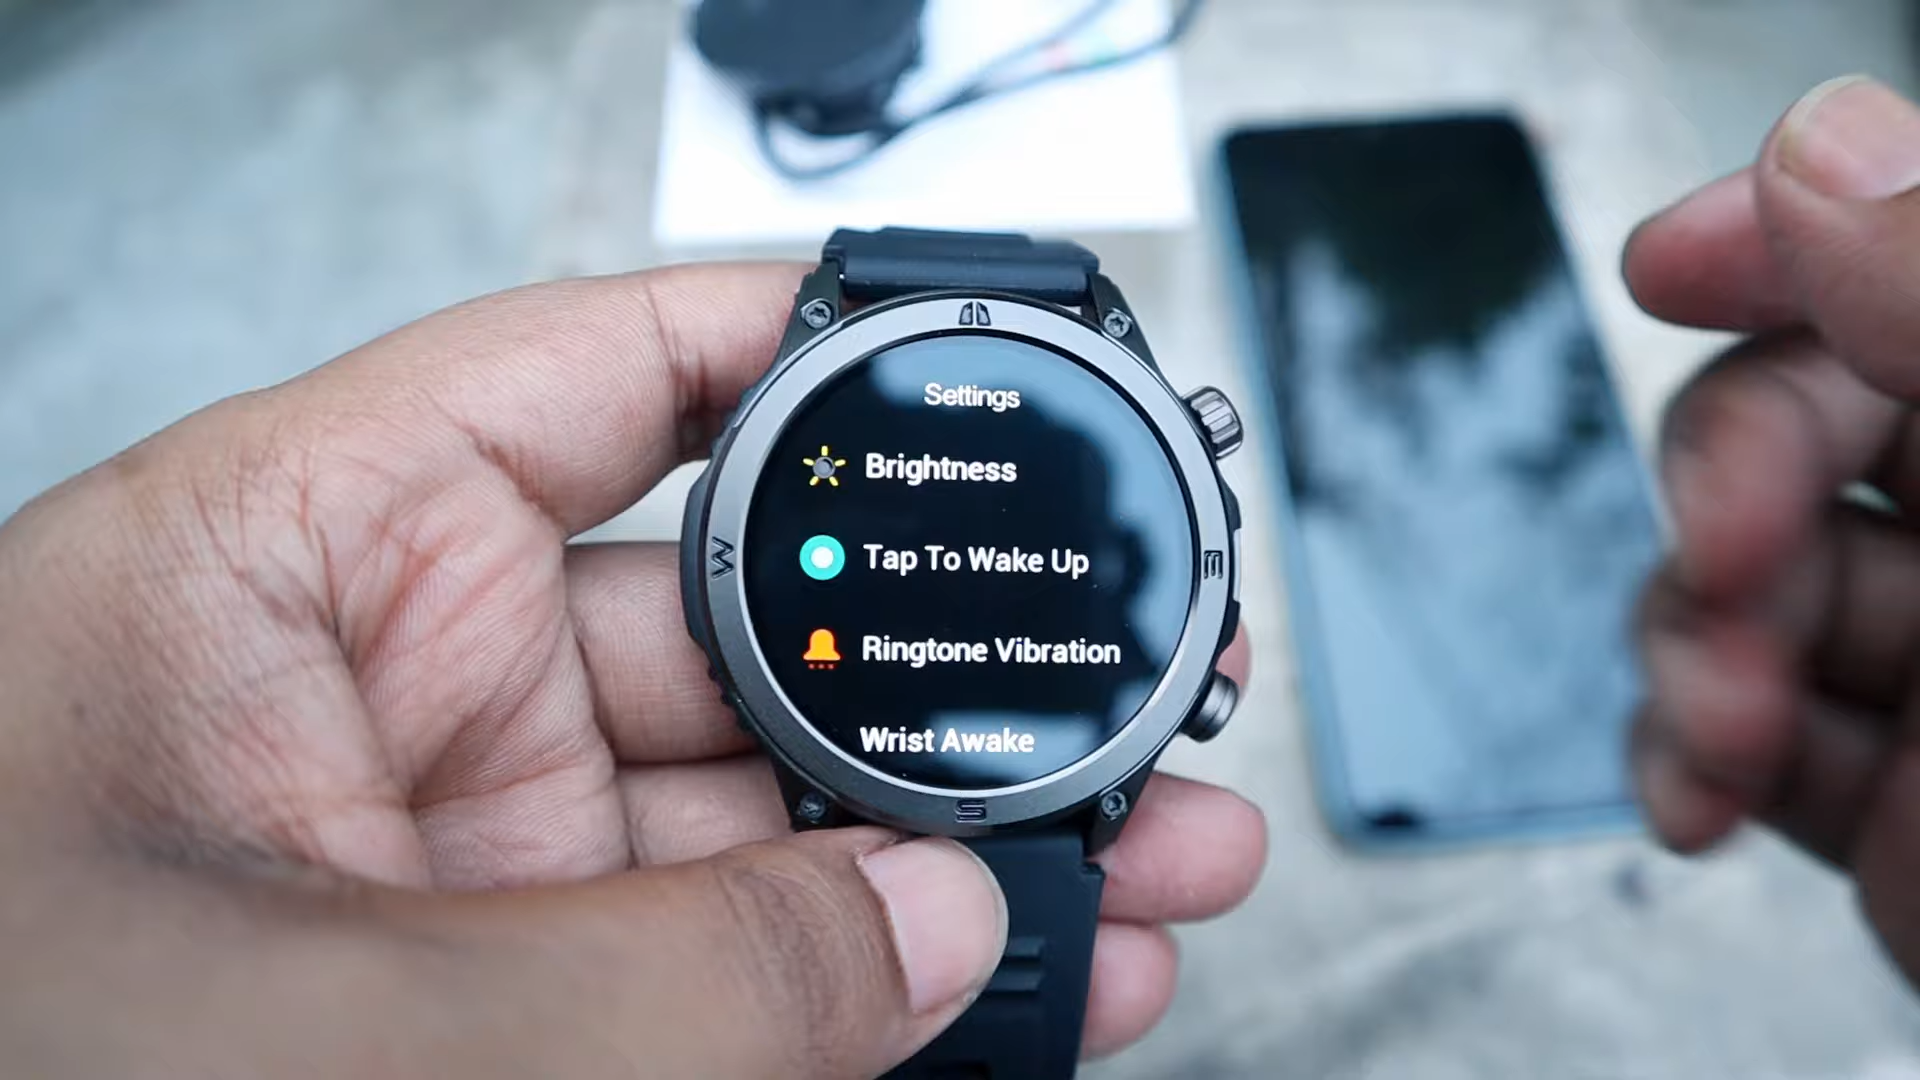 Settings
Brightness
Tap To Wake Up
W
E
Ringtone Vibration
Wrist Awake
S